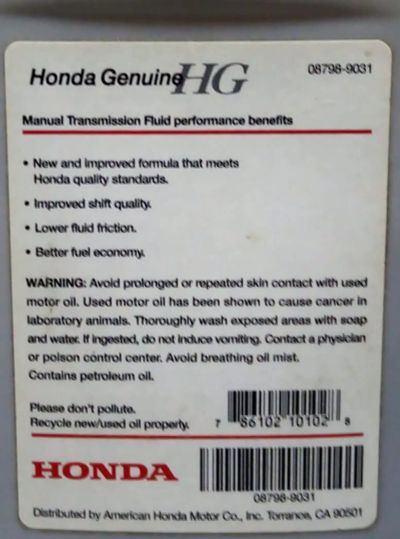 Honda Genuine HG 08798-9031
Manual Transmission Fluid performance benefits
• New and improved formula that meets
Honda quality standards.
• Improved shift quality.
• Lower fluid friction.
• Better fuel economy.
WARNING: Avoid prolonged or repeated skin contact with used
motor oil. Used motor oil has been shown to cause cancer in
laboratory animals. Thoroughly wash exposed areas with soap
and water. If ingested, do not induce vomiting. Contact a physician
or poison control center. Avoid breathing oil mist.
Contains petroleum oil.
Please don't pollute.
Recycle new/used oil properly.
7 86102 10102 8
HONDA
08798-9031
Distributed by American Honda Motor Co., Inc. Torrance, CA 90501